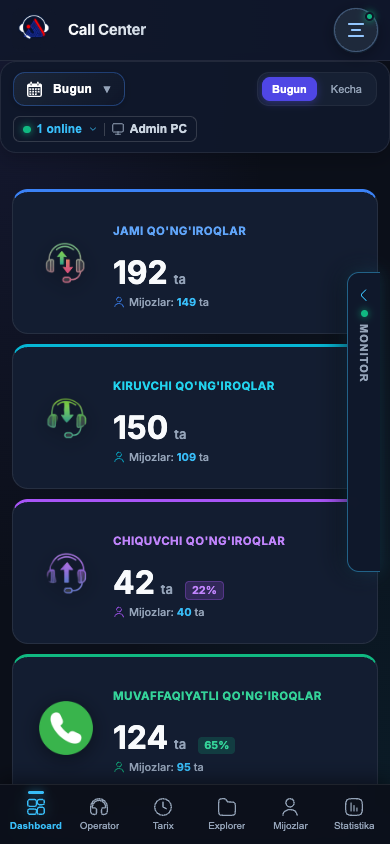 Call Center
Bugun ▾
Bugun Kecha
1 online Admin PC
JAMI QO'NG'IROQLAR
192 ta
Mijozlar: 149 ta
MONITOR
KIRUVCHI QO'NG'IROQLAR
150 ta
Mijozlar: 109 ta
CHIQUVCHI QO'NG'IROQLAR
42 ta 22%
Mijozlar: 40 ta
MUVAFFAQIYATLI QO'NG'IROQLAR
124 ta 65%
Mijozlar: 95 ta
Dashboard Operator Tarix Explorer Mijozlar Statistika